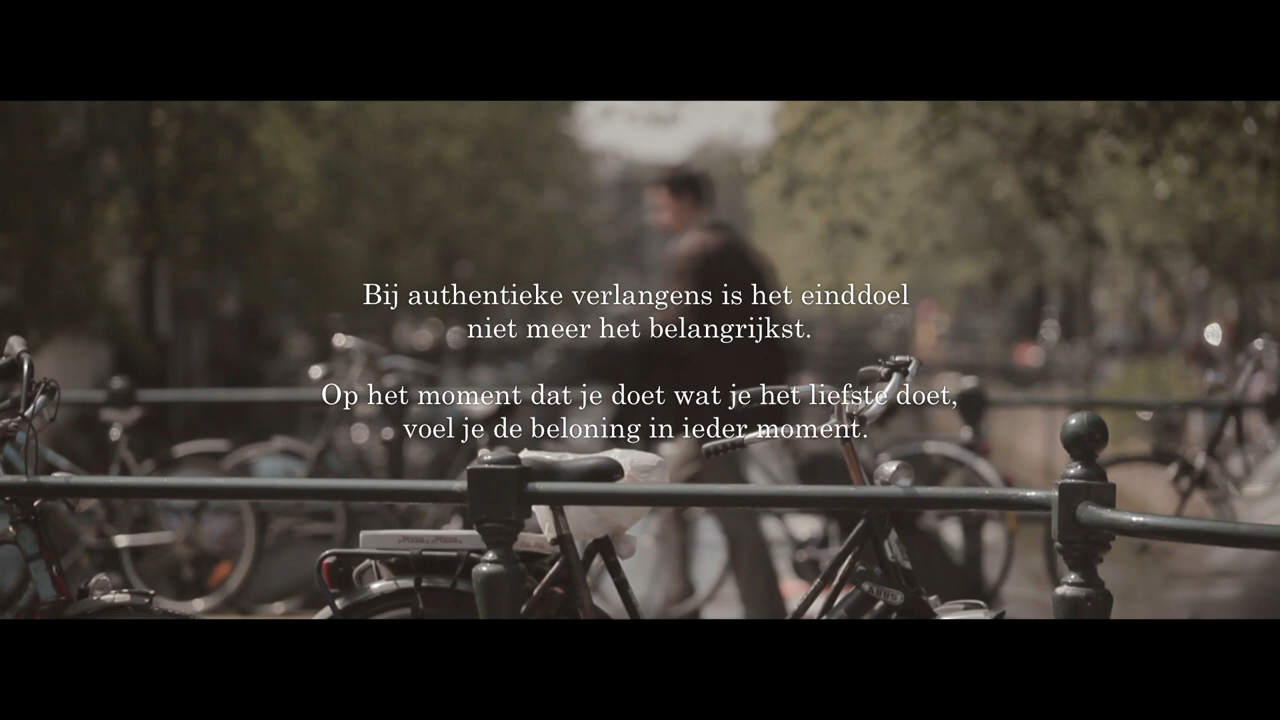 Bij authentieke verlangens is het einddoel
niet meer het belangrijkst.
Op het moment dat je doet wat je het liefste doet,
voel je de beloning in ieder moment.
ABUS